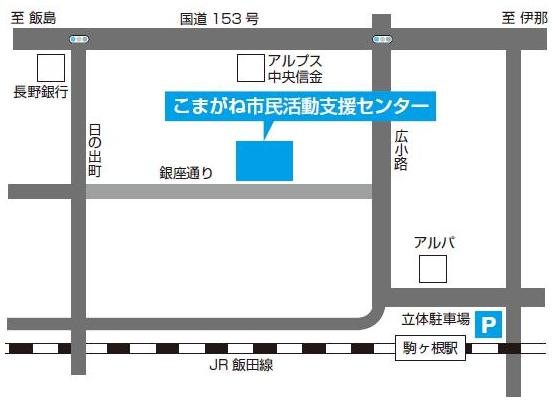 至 飯島
国道 153 号
至 伊那
長野銀行
アルプス
中央信金
こまがね市民活動支援センター
日の出町
広小路
銀座通り
アルパ
立体駐車場
P
駒ヶ根駅
JR 飯田線